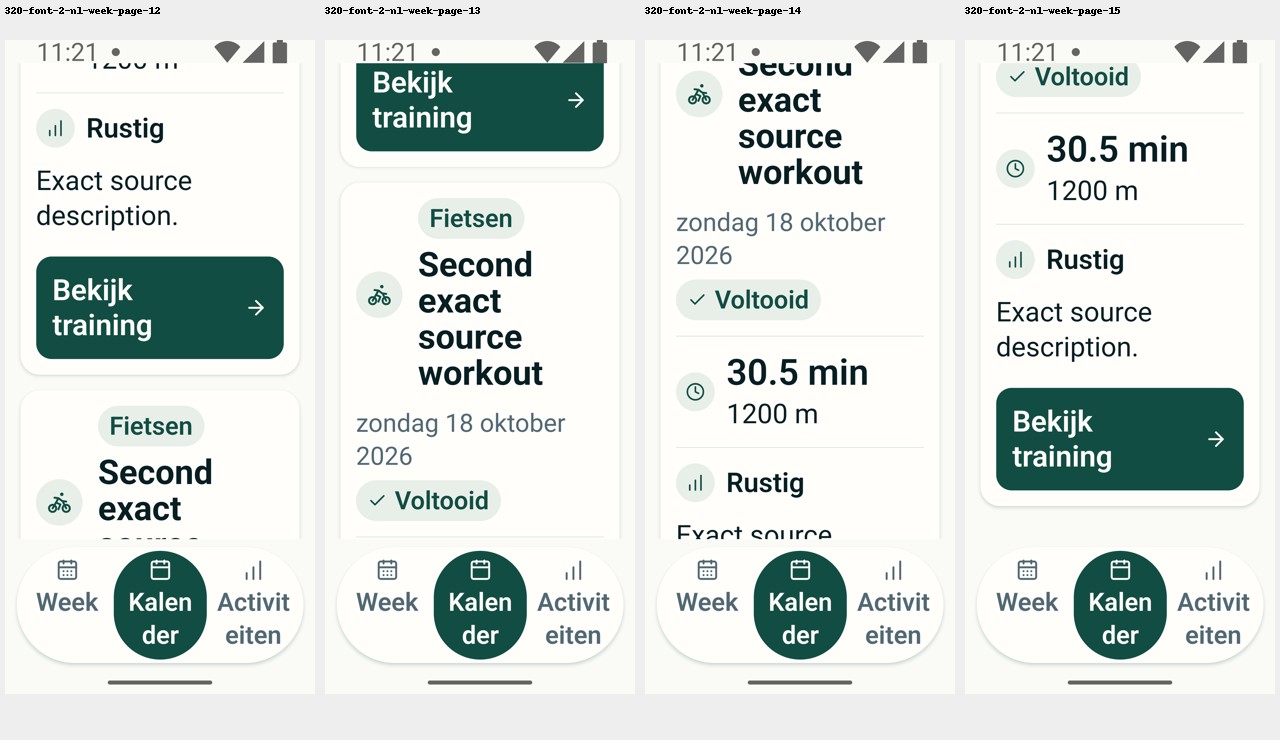 320-font-2-nl-week-page-12
11:21
1200 m
Rustig
Exact source
description.
Bekijk
training
Fietsen
Second
exact
source
Week
Kalen
der
Activit
eiten
320-font-2-nl-week-page-13
11:21
Bekijk
training
Fietsen
Second
exact
source
workout
zondag 18 oktober
2026
Voltooid
Week
Kalen
der
Activit
eiten
320-font-2-nl-week-page-14
11:21
Second
exact
source
workout
zondag 18 oktober
2026
Voltooid
30.5 min
1200 m
Rustig
Exact source
Week
Kalen
der
Activit
eiten
320-font-2-nl-week-page-15
11:21
Voltooid
30.5 min
1200 m
Rustig
Exact source
description.
Bekijk
training
Week
Kalen
der
Activit
eiten